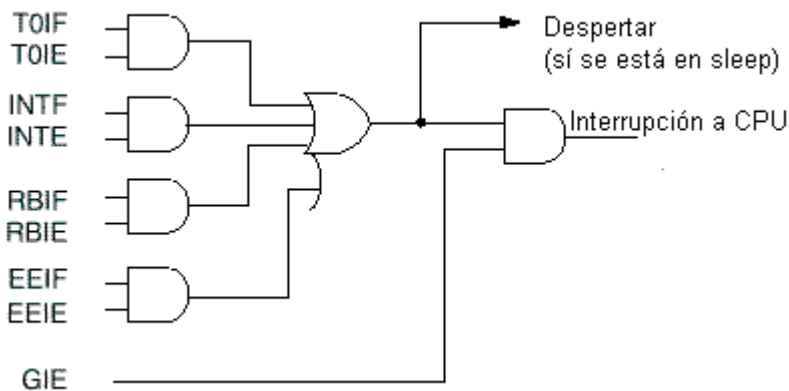 T0IF
T0IE
Despertar
(sí se está en sleep)
INTF
INTE
Interrupción a CPU
RBIF
RBIE
EEIF
EEIE
GIE